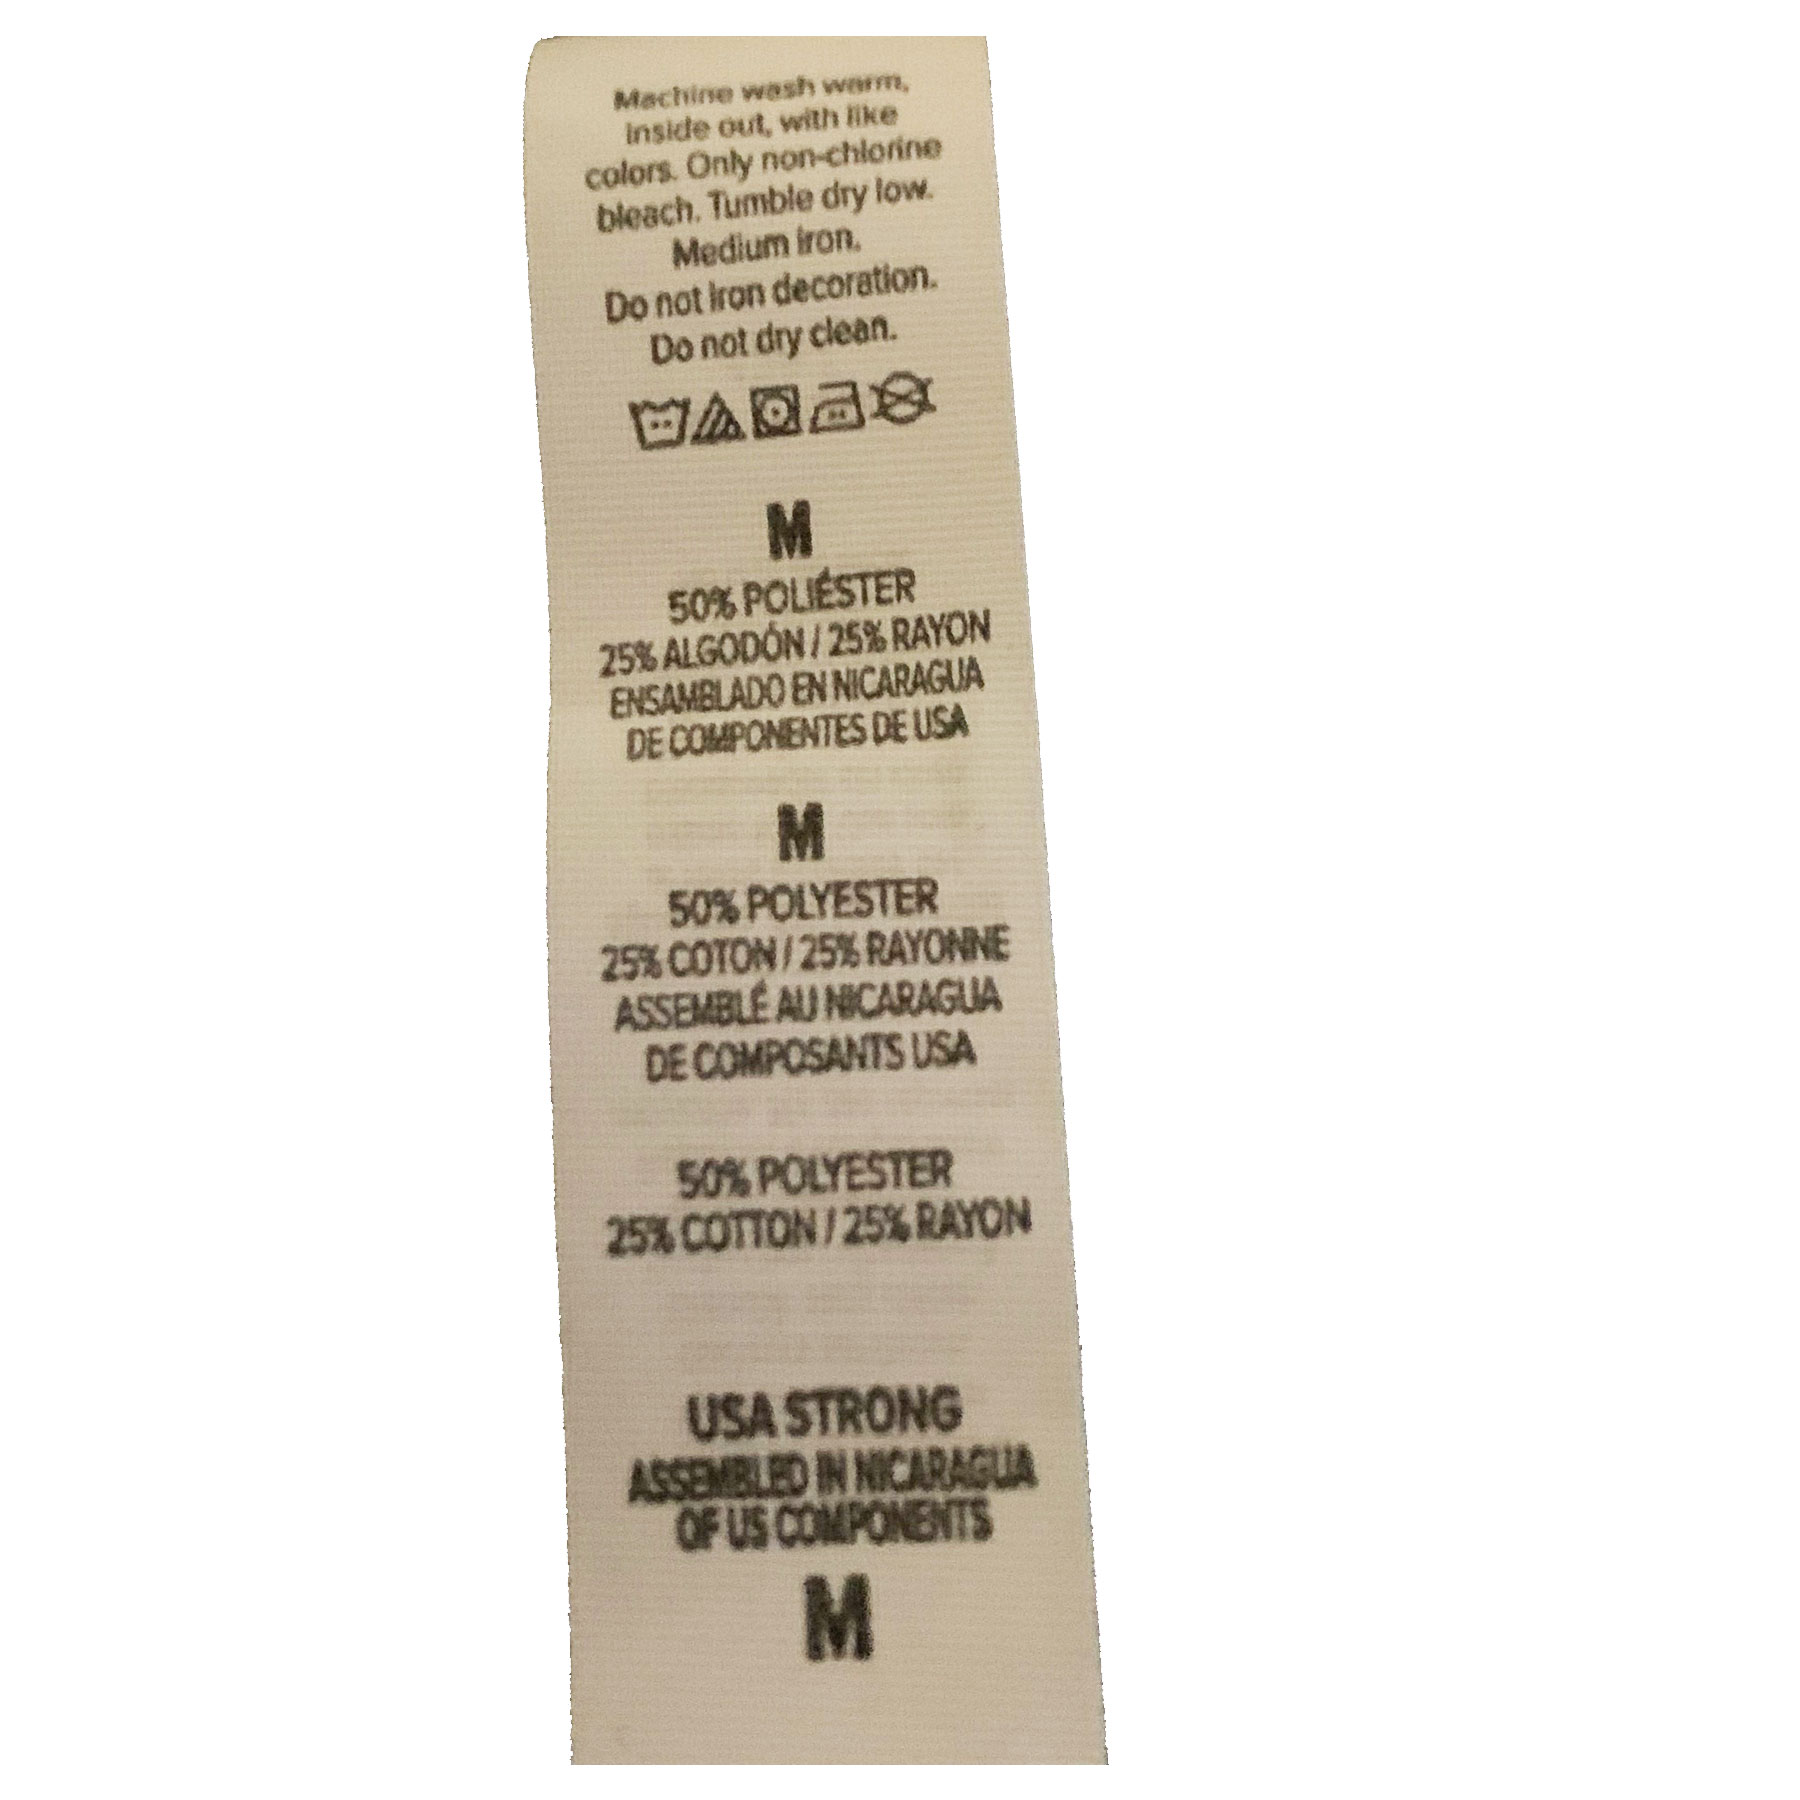 Machine wash warm,
inside out, with like
colors. Only non-chlorine
bleach. Tumble dry low.
Medium iron.
Do not iron decoration.
Do not dry clean.
M
50% POLIÉSTER
25% ALGODÓN / 25% RAYON
ENSAMBLADO EN NICARAGUA
DE COMPONENTES DE USA
M
50% POLYESTER
25% COTON / 25% RAYONNE
ASSEMBLÉ AU NICARAGUA
DE COMPOSANTS USA
50% POLYESTER
25% COTTON / 25% RAYON
USA STRONG
ASSEMBLED IN NICARAGUA
OF US COMPONENTS
M